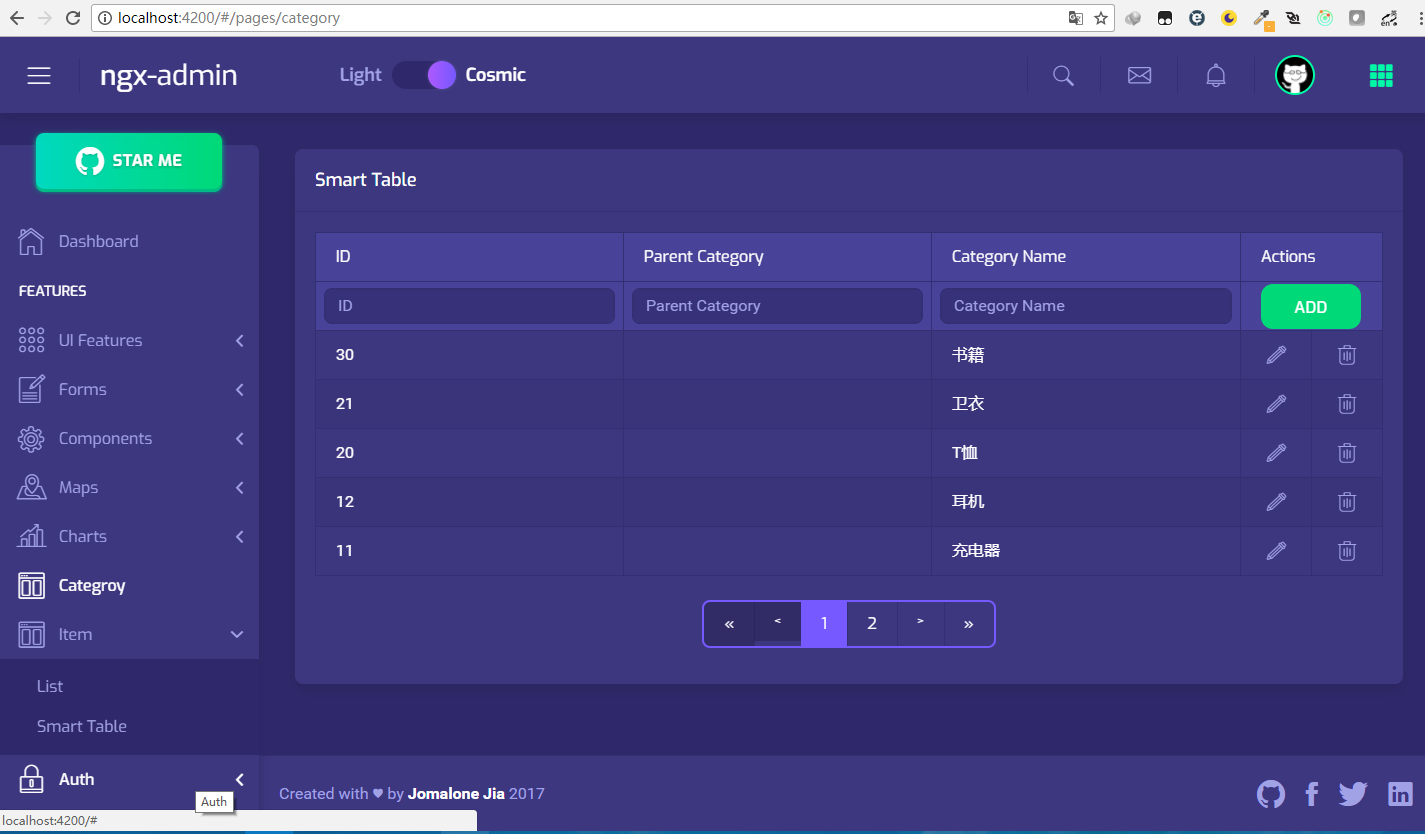 localhost:4200/#/pages/category
ngx-admin
Light Cosmic
STAR ME
Dashboard
FEATURES
UI Features
Forms
Components
Maps
Charts
Categroy
Item
List
Smart Table
Auth
Auth
localhost:4200/#
Smart Table
ID Parent Category Category Name Actions
ID Parent Category Category Name ADD
30 书籍
21 卫衣
20 T恤
12 耳机
11 充电器
« < 1 2 > »
Created with ♥ by Jomalone Jia 2017